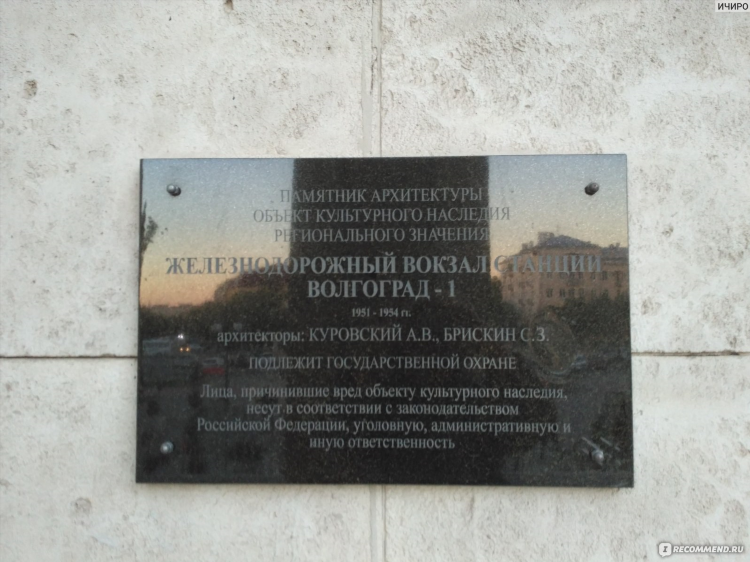 ИЧИРО
ПАМЯТНИК АРХИТЕКТУРЫ
ОБЪЕКТ КУЛЬТУРНОГО НАСЛЕДИЯ
РЕГИОНАЛЬНОГО ЗНАЧЕНИЯ
ЖЕЛЕЗНОДОРОЖНЫЙ ВОКЗАЛ СТАНЦИИ
ВОЛГОГРАД - 1
1951 - 1954 гг.
архитекторы: КУРОВСКИЙ А.В., БРИСКИН С.З.
ПОДЛЕЖИТ ГОСУДАРСТВЕННОЙ ОХРАНЕ
Лица, причинившие вред объекту культурного наследия,
несут в соответствии с законодательством
Российской Федерации, уголовную, административную и
иную ответственность
I RECOMMEND.RU